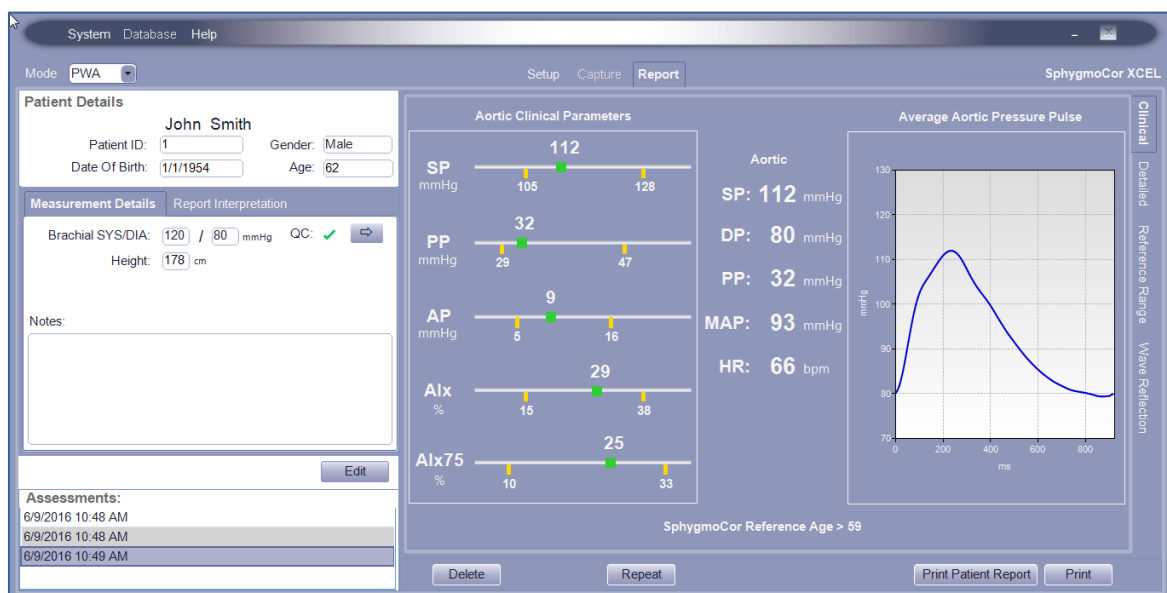 System Database Help
Mode PWA
Setup Capture Report
SphygmoCor XCEL
Patient Details
John Smith
Patient ID: 1 Gender: Male
Date Of Birth: 1/1/1954 Age: 62
Measurement Details Report Interpretation
Brachial SYS/DIA: 120 / 80 mmHg QC:
Height: 178 cm
Notes:
Edit
Assessments:
6/9/2016 10:48 AM
6/9/2016 10:48 AM
6/9/2016 10:49 AM
Aortic Clinical Parameters
112
SP
mmHg
105 128
32
PP
mmHg
29 47
9
AP
mmHg
5 16
29
AIx
%
15 38
25
AIx75
%
10 33
Aortic
SP: 112 mmHg
DP: 80 mmHg
PP: 32 mmHg
MAP: 93 mmHg
HR: 66 bpm
Average Aortic Pressure Pulse
130
120
110
100
90
80
70
mmHg
0 200 400 600 800
ms
SphygmoCor Reference Age > 59
Clinical
Detailed
Reference Range
Wave Reflection
Delete Repeat Print Patient Report Print